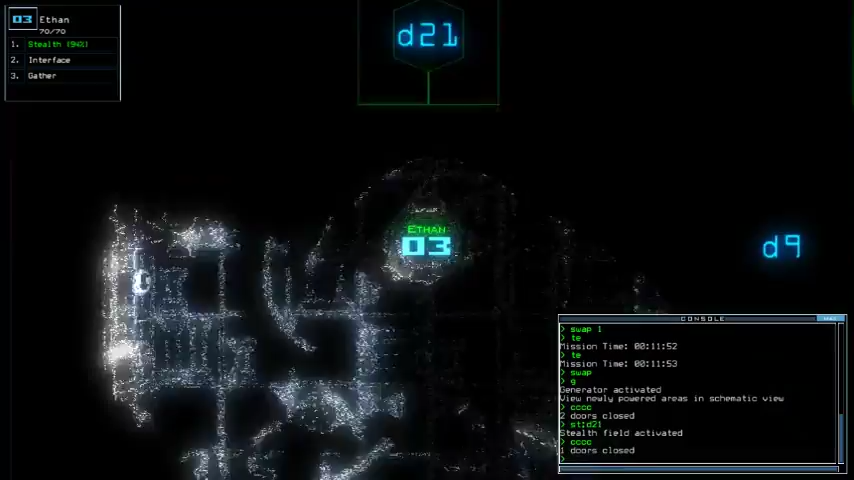 03 Ethan
70/70
1. Stealth (94%)
2. Interface
3. Gather
d21
ETHAN
03
d9
CONSOLE
> swap 1
> te
Mission Time: 00:11:52
> te
Mission Time: 00:11:53
> swap
> g
Generator activated
View newly powered areas in schematic view
> cccc
2 doors closed
> st;d21
Stealth field activated
> cccc
1 doors closed
>